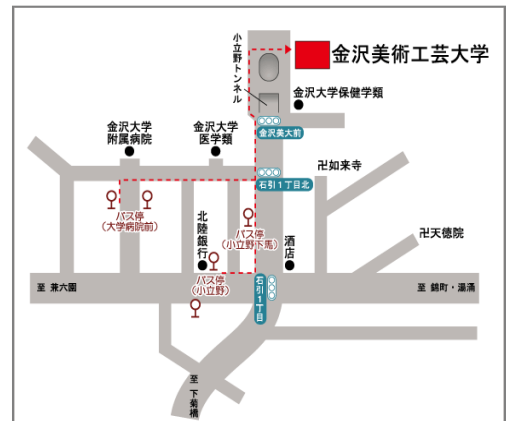 小立野トンネル
金沢美術工芸大学
金沢大学保健学類
金沢大学
附属病院
金沢大学
医学類
金沢美大前
卍如来寺
石引1丁目北
バス停
(大学病院前)
北陸銀行
バス停
(小立野下馬)
酒店
卍天徳院
バス停
(小立野)
石引1丁目
至 兼六園
至 錦町・湯涌
至 下菊橋